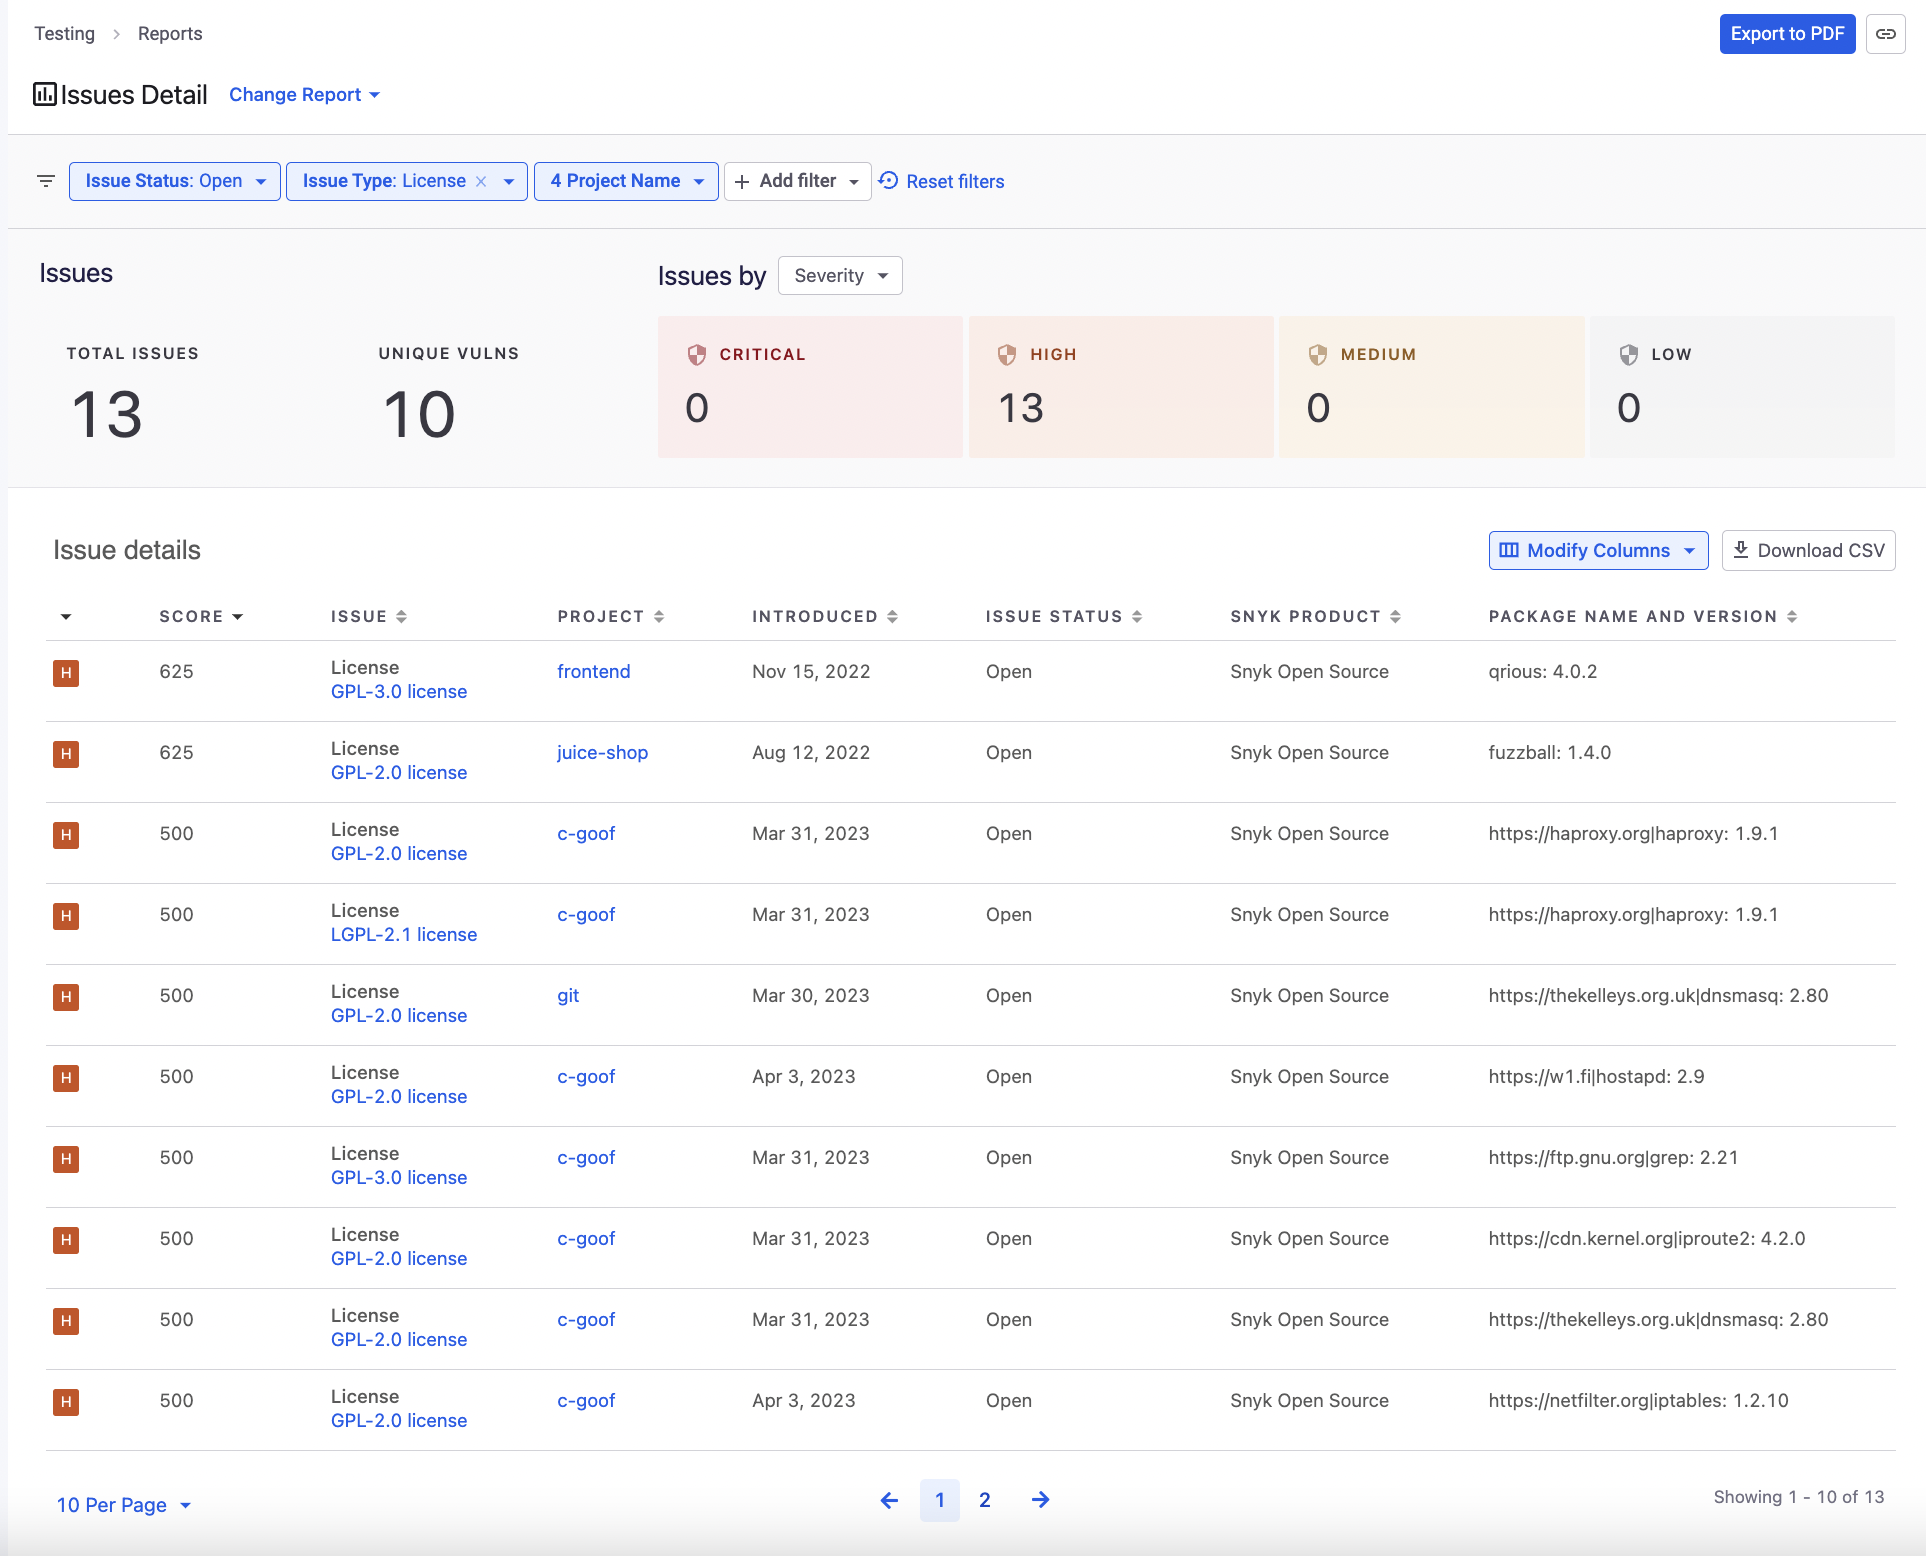 Testing > Reports
Export to PDF
Issues Detail Change Report
Issue Status: Open
Issue Type: License ×
4 Project Name
+ Add filter
Reset filters
Issues
Issues by Severity
TOTAL ISSUES
13
UNIQUE VULNS
10
CRITICAL
0
HIGH
13
MEDIUM
0
LOW
0
Issue details
Modify Columns
Download CSV
SCORE ISSUE PROJECT INTRODUCED ISSUE STATUS SNYK PRODUCT PACKAGE NAME AND VERSION
H 625 License frontend Nov 15, 2022 Open Snyk Open Source qrious: 4.0.2
GPL-3.0 license
H 625 License juice-shop Aug 12, 2022 Open Snyk Open Source fuzzball: 1.4.0
GPL-2.0 license
H 500 License c-goof Mar 31, 2023 Open Snyk Open Source https://haproxy.org|haproxy: 1.9.1
GPL-2.0 license
H 500 License c-goof Mar 31, 2023 Open Snyk Open Source https://haproxy.org|haproxy: 1.9.1
LGPL-2.1 license
H 500 License git Mar 30, 2023 Open Snyk Open Source https://thekelleys.org.uk|dnsmasq: 2.80
GPL-2.0 license
H 500 License c-goof Apr 3, 2023 Open Snyk Open Source https://w1.fi|hostapd: 2.9
GPL-2.0 license
H 500 License c-goof Mar 31, 2023 Open Snyk Open Source https://ftp.gnu.org|grep: 2.21
GPL-3.0 license
H 500 License c-goof Mar 31, 2023 Open Snyk Open Source https://cdn.kernel.org|iproute2: 4.2.0
GPL-2.0 license
H 500 License c-goof Mar 31, 2023 Open Snyk Open Source https://thekelleys.org.uk|dnsmasq: 2.80
GPL-2.0 license
H 500 License c-goof Apr 3, 2023 Open Snyk Open Source https://netfilter.org|iptables: 1.2.10
GPL-2.0 license
10 Per Page
1 2
Showing 1 - 10 of 13